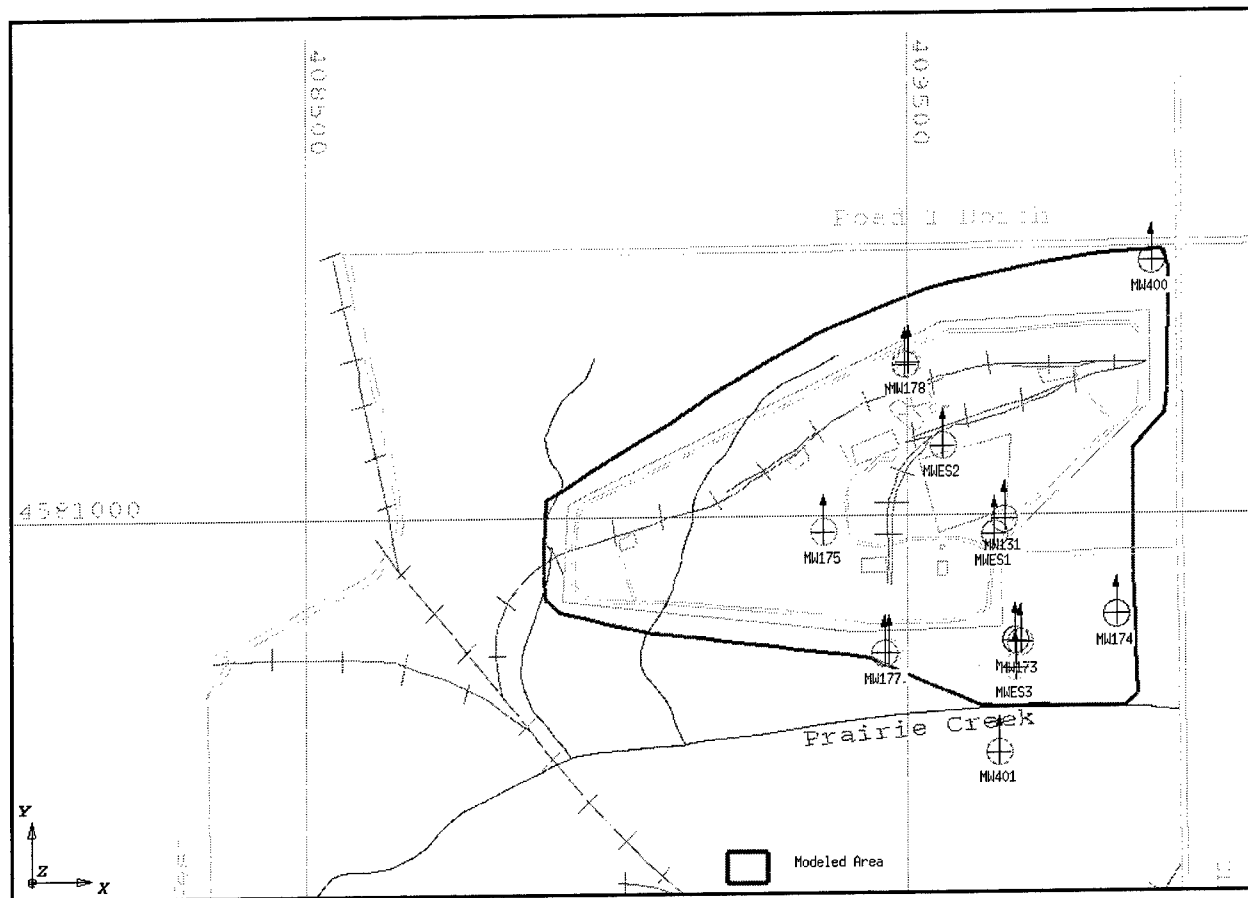 408500
409500
Road 1 North
MW400
MW178
MWES2
4581000
MW175
MW131
MWES1
MW174
MW177
MW173
MWES3
Prairie Creek
MW401
Y
Z
X
Modeled Area